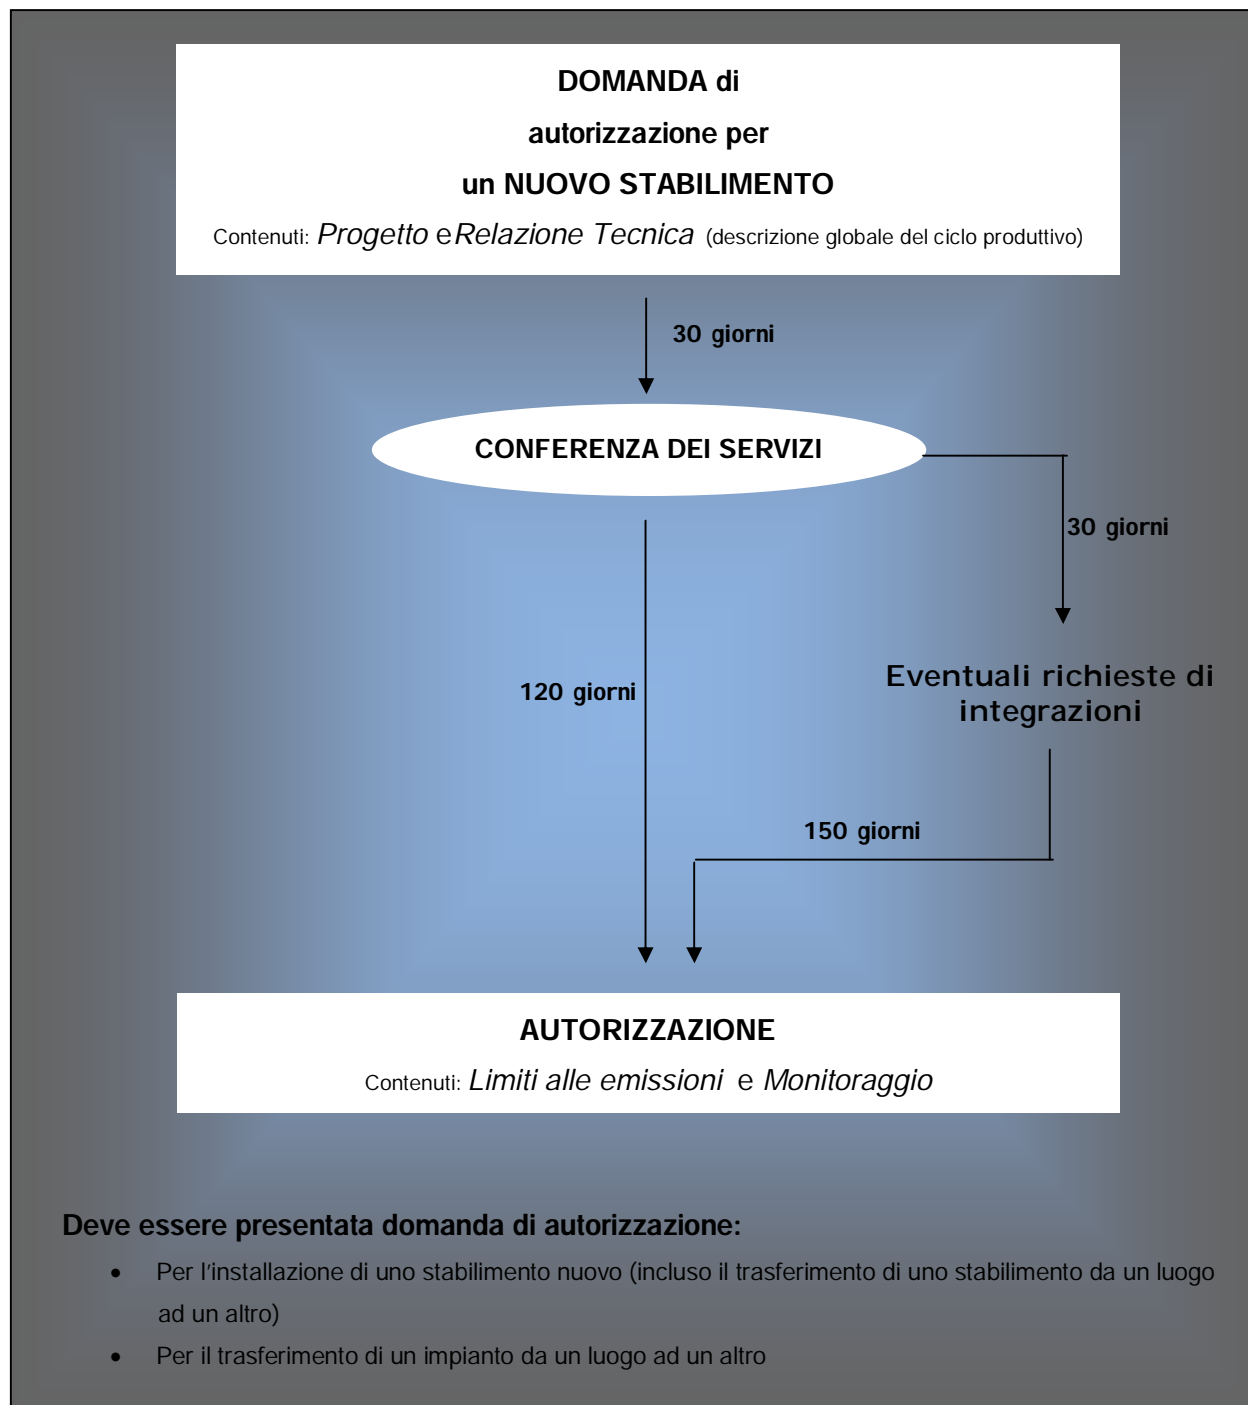 DOMANDA di
autorizzazione per
un NUOVO STABILIMENTO
Contenuti: Progetto eRelazione Tecnica (descrizione globale del ciclo produttivo)
30 giorni
CONFERENZA DEI SERVIZI
30 giorni
Eventuali richieste di
integrazioni
120 giorni
150 giorni
AUTORIZZAZIONE
Contenuti: Limiti alle emissioni e Monitoraggio
Deve essere presentata domanda di autorizzazione:
• Per l'installazione di uno stabilimento nuovo (incluso il trasferimento di uno stabilimento da un luogo
ad un altro)
• Per il trasferimento di un impianto da un luogo ad un altro